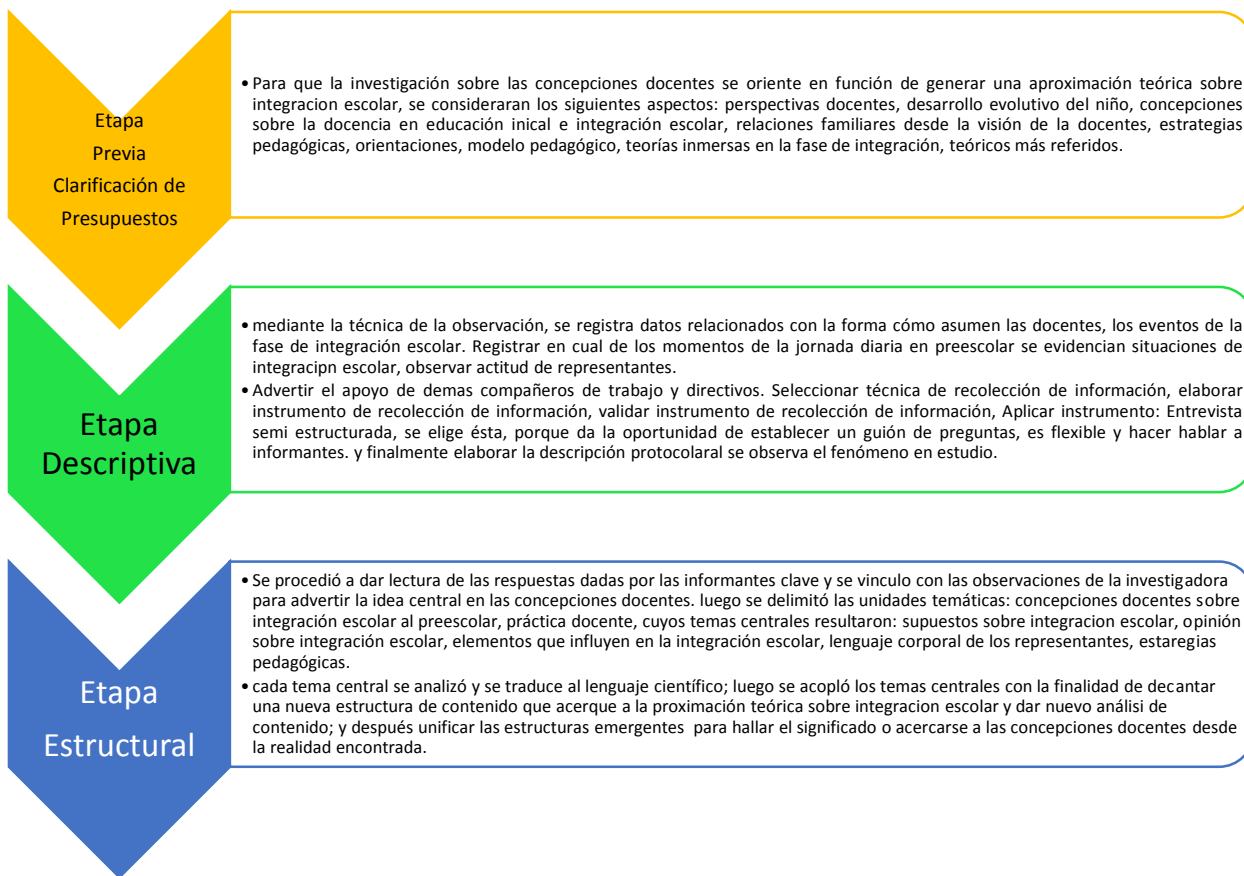 Etapa
Previa
Clarificación de
Presupuestos
• Para que la investigación sobre las concepciones docentes se oriente en función de generar una aproximación teórica sobre
integracion escolar, se consideraran los siguientes aspectos: perspectivas docentes, desarrollo evolutivo del niño, concepciones
sobre la docencia en educación inical e integración escolar, relaciones familiares desde la visión de la docentes, estrategias
pedagógicas, orientaciones, modelo pedagógico, teorías inmersas en la fase de integración, teóricos más referidos.
Etapa
Descriptiva
• mediante la técnica de la observación, se registra datos relacionados con la forma cómo asumen las docentes, los eventos de la
fase de integración escolar. Registrar en cual de los momentos de la jornada diaria en preescolar se evidencian situaciones de
integracipn escolar, observar actitud de representantes.
• Advertir el apoyo de demas compañeros de trabajo y directivos. Seleccionar técnica de recolección de información, elaborar
instrumento de recolección de información, validar instrumento de recolección de información, Aplicar instrumento: Entrevista
semi estructurada, se elige ésta, porque da la oportunidad de establecer un guión de preguntas, es flexible y hacer hablar a
informantes. y finalmente elaborar la descripción protocolaral se observa el fenómeno en estudio.
Etapa
Estructural
• Se procedió a dar lectura de las respuestas dadas por las informantes clave y se vinculo con las observaciones de la investigadora
para advertir la idea central en las concepciones docentes. luego se delimitó las unidades temáticas: concepciones docentes sobre
integración escolar al preescolar, práctica docente, cuyos temas centrales resultaron: supuestos sobre integracion escolar, opinión
sobre integración escolar, elementos que influyen en la integración escolar, lenguaje corporal de los representantes, estaregias
pedagógicas.
• cada tema central se analizó y se traduce al lenguaje científico; luego se acopló los temas centrales con la finalidad de decantar
una nueva estructura de contenido que acerque a la proximación teórica sobre integracion escolar y dar nuevo análisi de
contenido; y después unificar las estructuras emergentes para hallar el significado o acercarse a las concepciones docentes desde
la realidad encontrada.